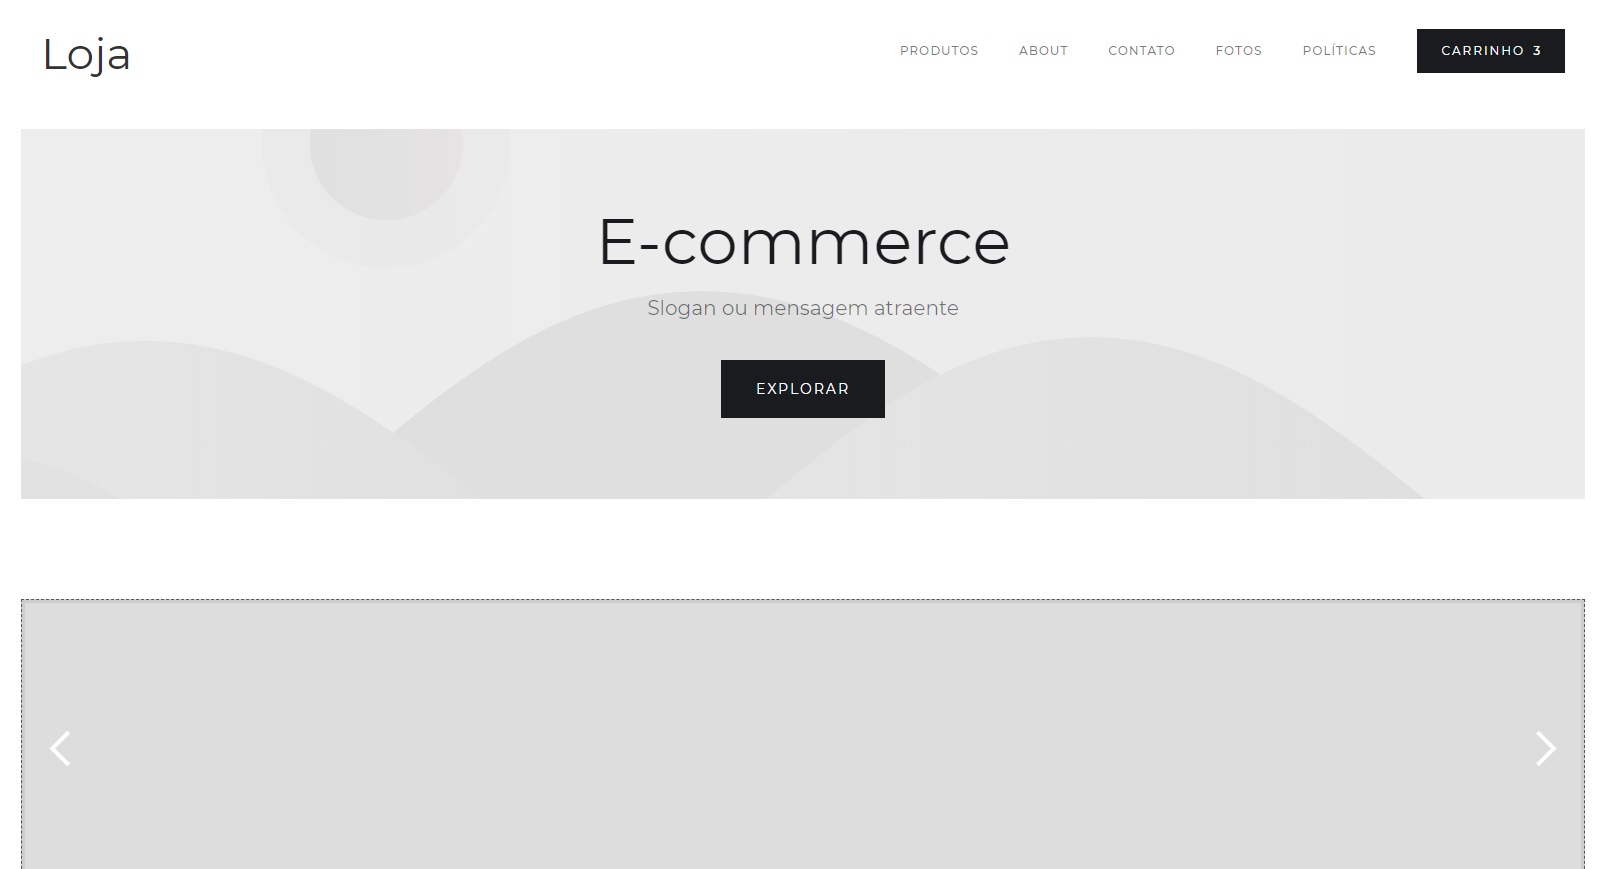 Loja
PRODUTOS ABOUT CONTATO FOTOS POLÍTICAS CARRINHO 3
E-commerce
Slogan ou mensagem atraente
EXPLORAR